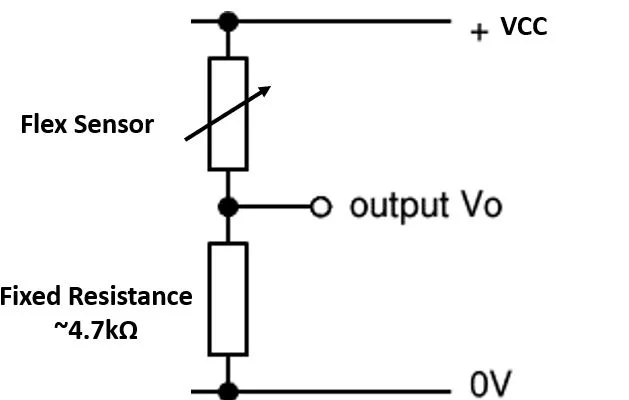 + VCC
Flex Sensor
output Vo
Fixed Resistance
~4.7kΩ
0V